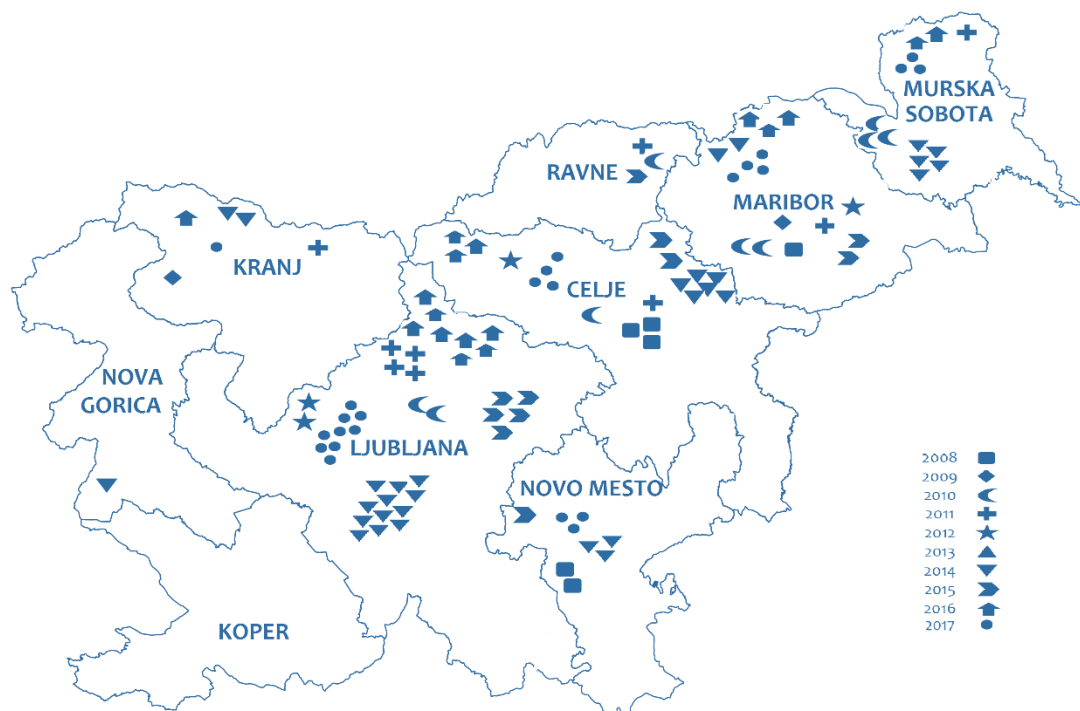 MURSKA
SOBOTA
RAVNE
MARIBOR
KRANJ
CELJE
NOVA
GORICA
LJUBLJANA
NOVO MESTO
KOPER
2008
2009
2010
2011
2012
2013
2014
2015
2016
2017